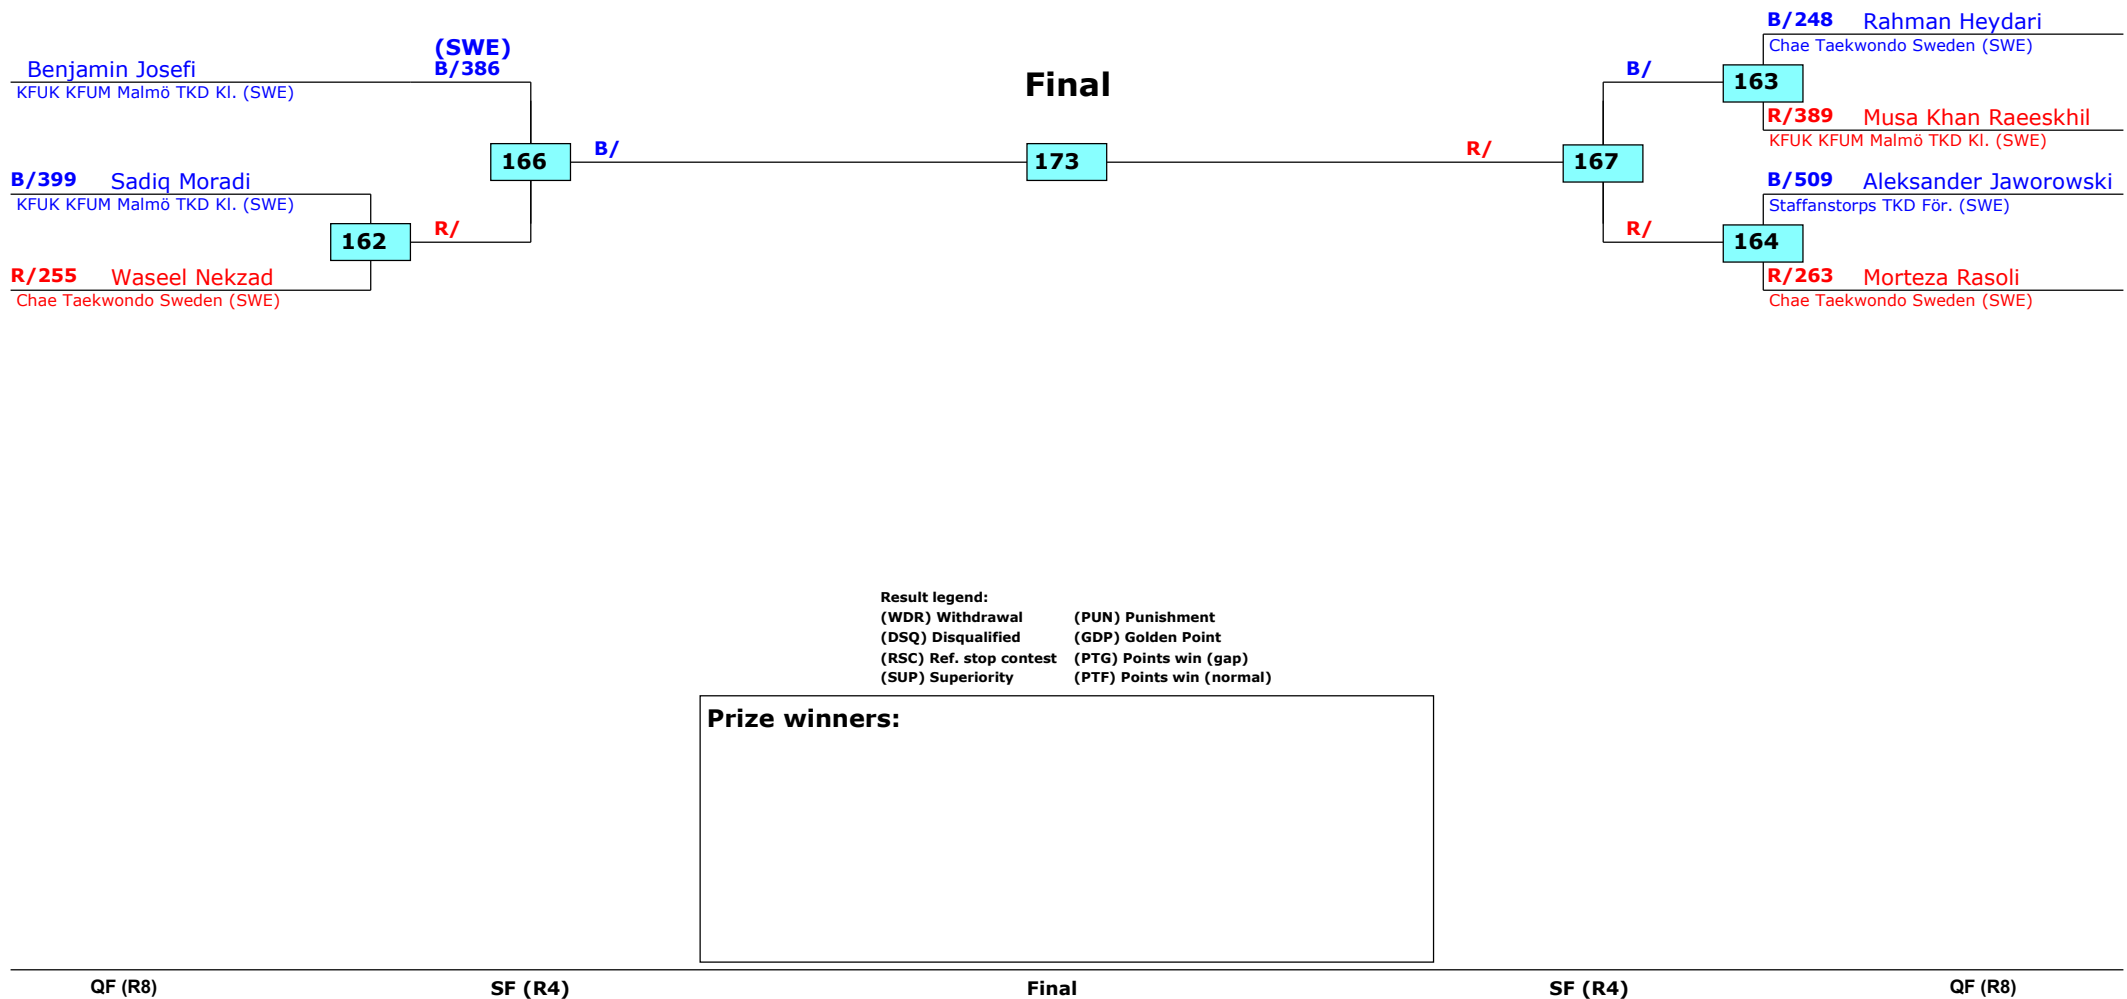 (SWE)
Benjamin Josefi B/386
KFUK KFUM Malmö TKD Kl. (SWE)
B/399 Sadiq Moradi
KFUK KFUM Malmö TKD Kl. (SWE)
R/255 Waseel Nekzad
Chae Taekwondo Sweden (SWE)
162
R/
166
B/
Final
173
R/
167
B/
R/
B/248 Rahman Heydari
Chae Taekwondo Sweden (SWE)
163
R/389 Musa Khan Raeeskhil
KFUK KFUM Malmö TKD Kl. (SWE)
B/509 Aleksander Jaworowski
Staffanstorps TKD För. (SWE)
164
R/263 Morteza Rasoli
Chae Taekwondo Sweden (SWE)
Result legend:
(WDR) Withdrawal (PUN) Punishment
(DSQ) Disqualified (GDP) Golden Point
(RSC) Ref. stop contest (PTG) Points win (gap)
(SUP) Superiority (PTF) Points win (normal)
Prize winners:
QF (R8) SF (R4) Final SF (R4) QF (R8)